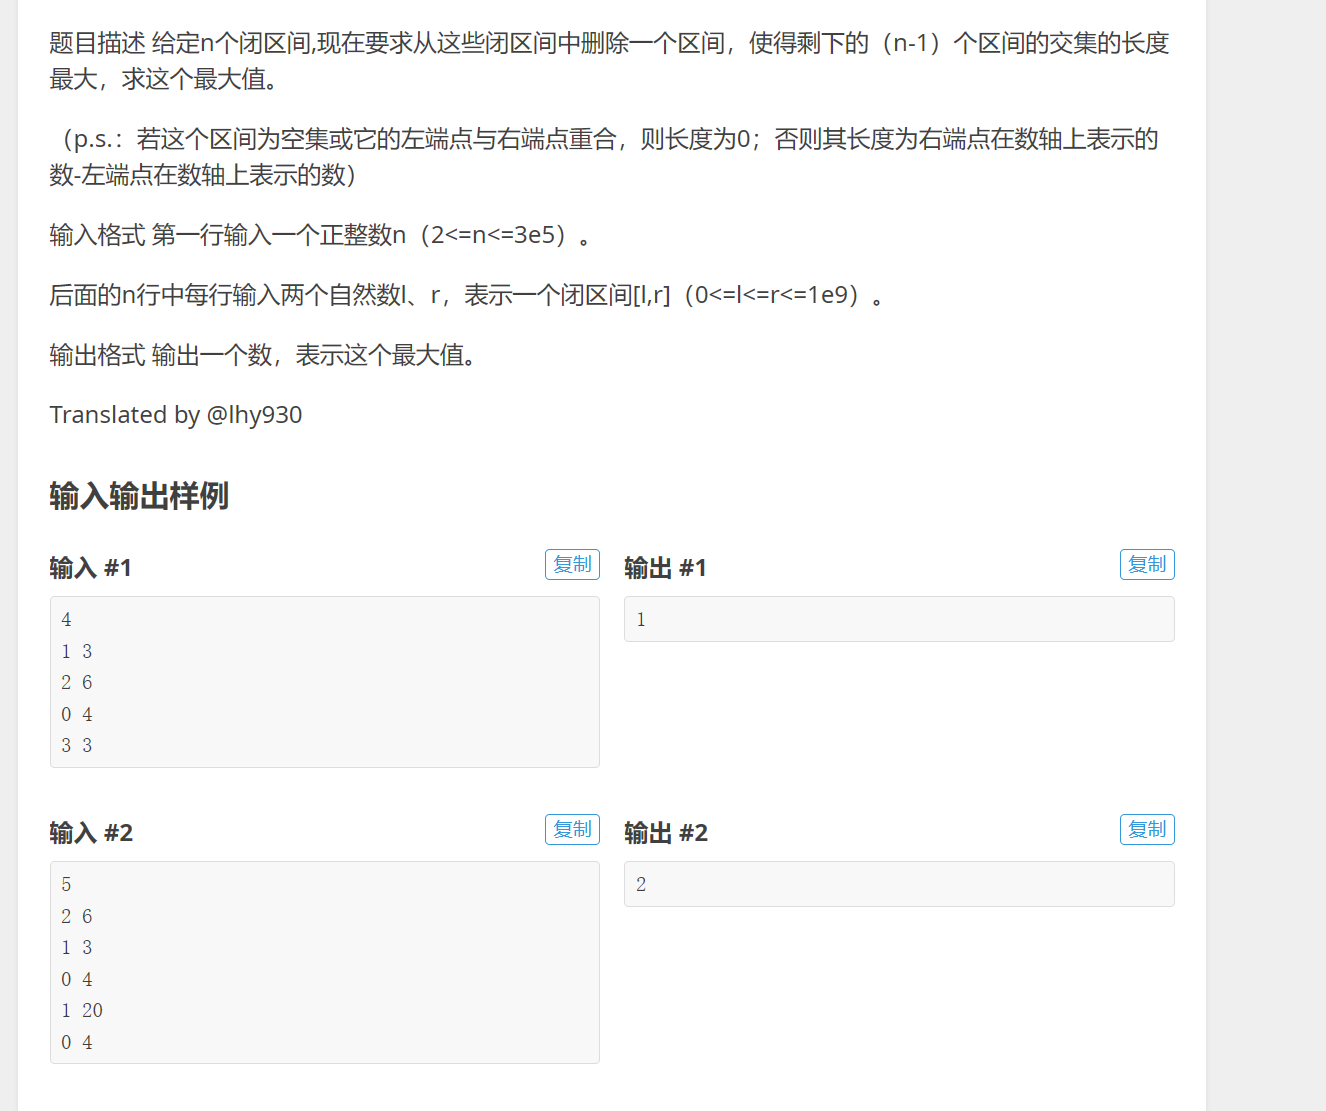 题目描述 给定n个闭区间,现在要求从这些闭区间中删除一个区间，使得剩下的（n-1）个区间的交集的长度
最大，求这个最大值。
（p.s.：若这个区间为空集或它的左端点与右端点重合，则长度为0；否则其长度为右端点在数轴上表示的
数-左端点在数轴上表示的数）
输入格式 第一行输入一个正整数n（2<=n<=3e5）。
后面的n行中每行输入两个自然数l、r，表示一个闭区间[l,r]（0<=l<=r<=1e9）。
输出格式 输出一个数，表示这个最大值。
Translated by @lhy930
输入输出样例
输入 #1
复制
4
1 3
2 6
0 4
3 3
输出 #1
复制
1
输入 #2
复制
5
2 6
1 3
0 4
1 20
0 4
输出 #2
复制
2